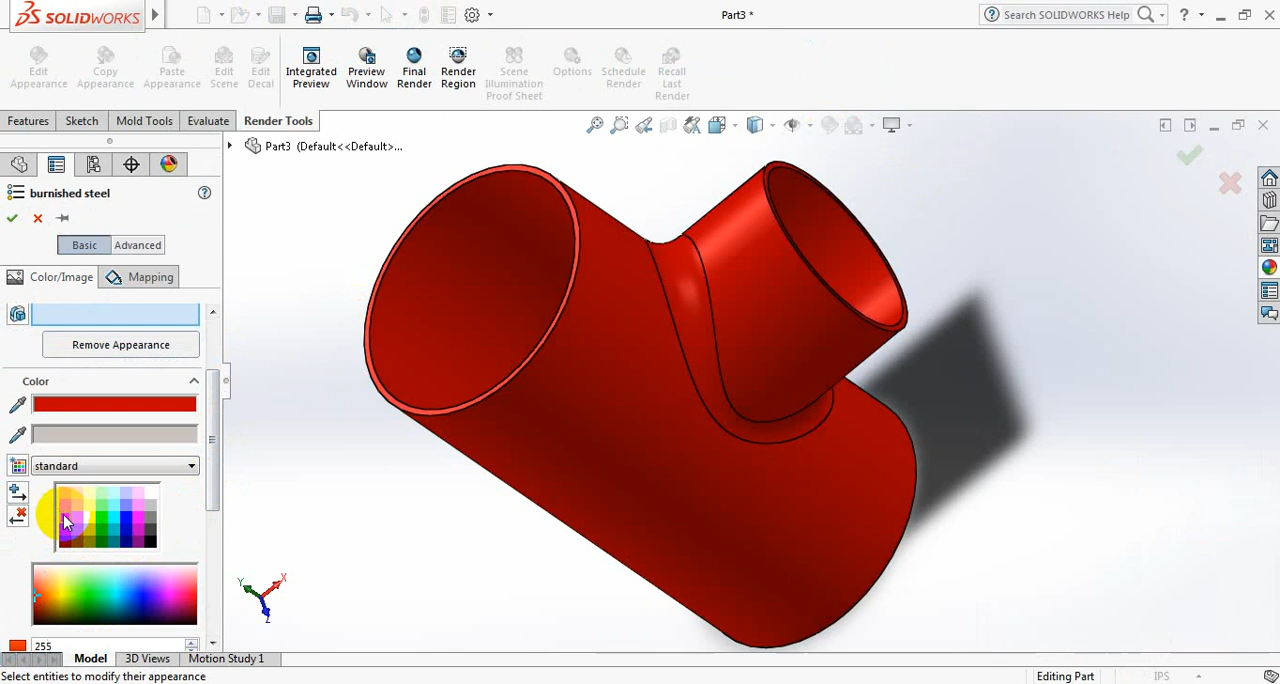 SOLIDWORKS
Part3 *
Search SOLIDWORKS Help
?
Edit Appearance
Copy Appearance
Paste Appearance
Edit Scene
Edit Decal
Integrated Preview
Preview Window
Final Render
Render Region
Scene Illumination Proof Sheet
Options
Schedule Render
Recall Last Render
Features
Sketch
Mold Tools
Evaluate
Render Tools
Part3 (Default<<Default>...
burnished steel
?
Basic
Advanced
Color/Image
Mapping
Remove Appearance
Color
standard
255
Y
X
Z
Model
3D Views
Motion Study 1
Select entities to modify their appearance
Editing Part
IPS